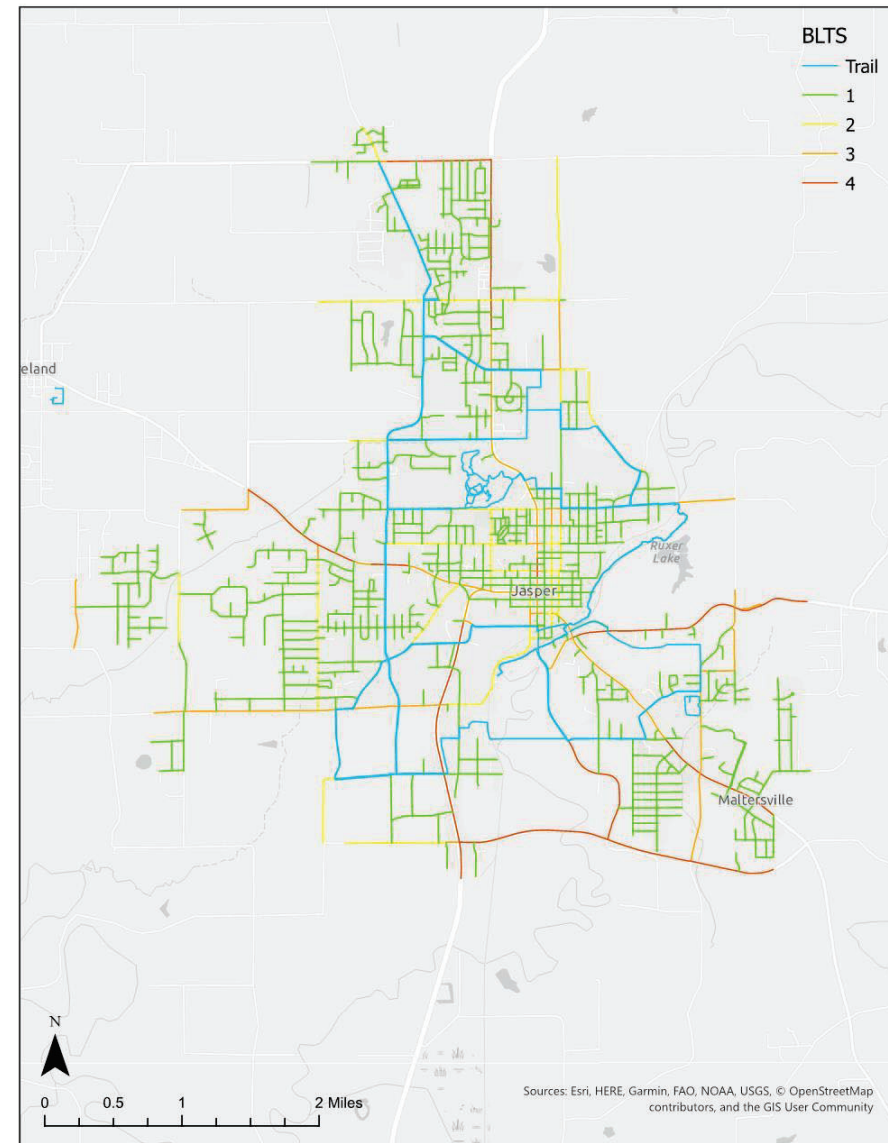 BLTS
Trail
1
2
3
4
eland
Ruxer
Lake
Jasper
Maltersville
N
0 0.5 1 2 Miles
Sources: Esri, HERE, Garmin, FAO, NOAA, USGS, © OpenStreetMap
contributors, and the GIS User Community